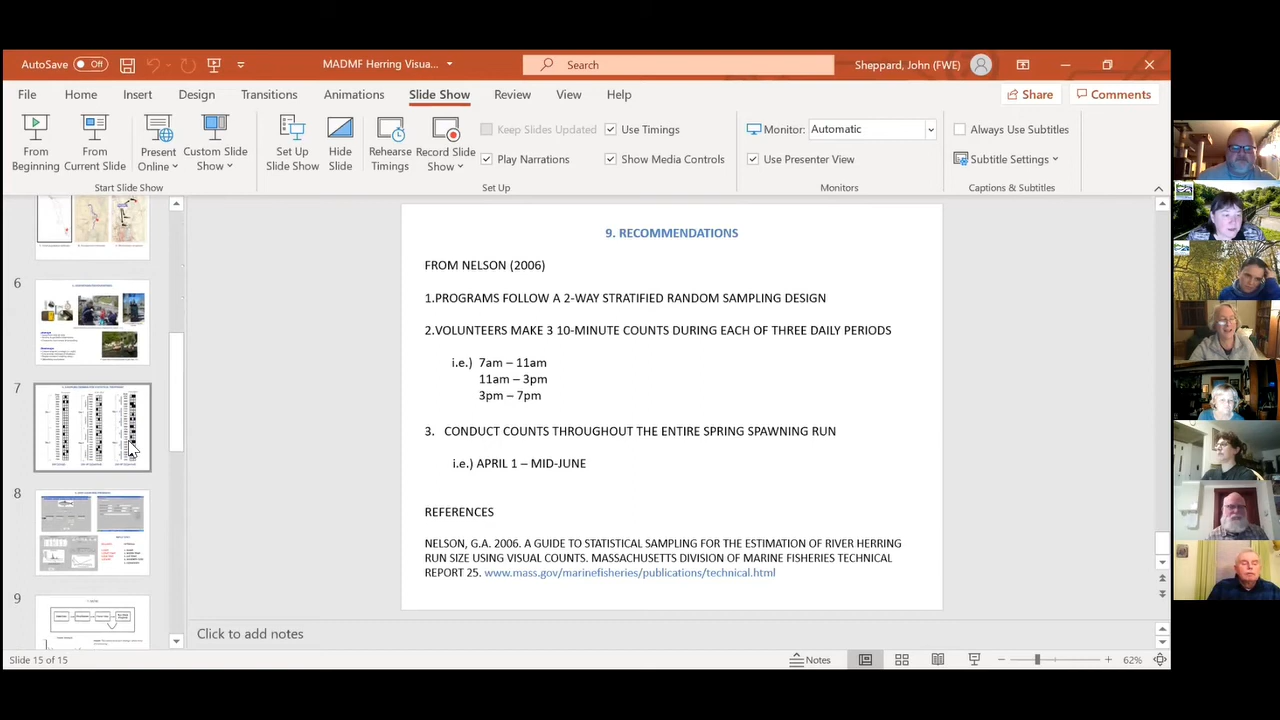 AutoSave Off MADMF Herring Visua... Search Sheppard, John (FWE)
File Home Insert Design Transitions Animations Slide Show Review View Help Share Comments
From Beginning
From Current Slide
Present Online
Custom Slide Show
Start Slide Show
Set Up Slide Show
Hide Slide
Rehearse Timings
Record Slide Show
Keep Slides Updated
Play Narrations
Use Timings
Show Media Controls
Set Up
Monitor: Automatic
Use Presenter View
Monitors
Always Use Subtitles
Subtitle Settings
Captions & Subtitles
6
7
8
9
9. RECOMMENDATIONS
FROM NELSON (2006)
1.PROGRAMS FOLLOW A 2-WAY STRATIFIED RANDOM SAMPLING DESIGN
2.VOLUNTEERS MAKE 3 10-MINUTE COUNTS DURING EACH OF THREE DAILY PERIODS
i.e.) 7am – 11am
11am – 3pm
3pm – 7pm
3. CONDUCT COUNTS THROUGHOUT THE ENTIRE SPRING SPAWNING RUN
i.e.) APRIL 1 – MID-JUNE
REFERENCES
NELSON, G.A. 2006. A GUIDE TO STATISTICAL SAMPLING FOR THE ESTIMATION OF RIVER HERRING
RUN SIZE USING VISUAL COUNTS. MASSACHUSETTS DIVISION OF MARINE FISHERIES TECHNICAL
REPORT 25. www.mass.gov/marinefisheries/publications/technical.html
Click to add notes
Slide 15 of 15 Notes 62%